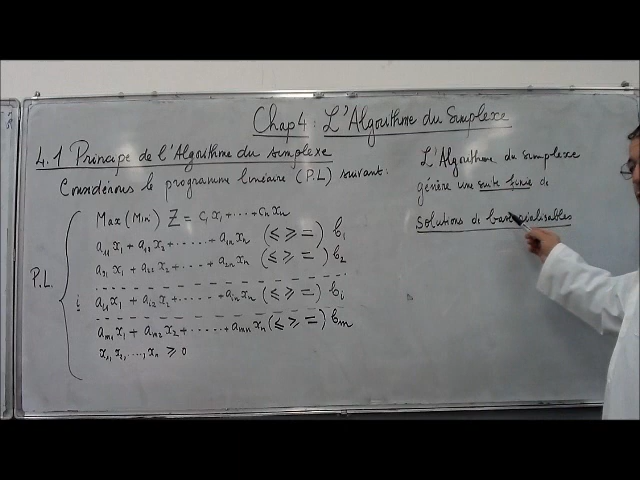 Chap 4 : L'Algorithme du Simplexe
4.1 Principe de l'Algorithme du simplexe
Considérons le programme linéaire (P.L) suivant:
P.L.
Max (Min) Z = c₁x₁ + ..... + cₙxₙ
a₁₁x₁ + a₁₂x₂ + ...... + a₁ₙxₙ (≤ ≥ =) b₁
a₂₁x₁ + a₂₂x₂ + ...... + a₂ₙxₙ (≤ ≥ =) b₂
aᵢ₁x₁ + aᵢ₂x₂ + ...... + aᵢₙxₙ (≤ ≥ =) bᵢ
aₘ₁x₁ + aₘ₂x₂ + ...... + aₘₙxₙ (≤ ≥ =) bₘ
x₁, x₂, ...., xₙ ≥ 0
L'Algorithme du simplexe
génère une suite finie de
solutions de base réalisables